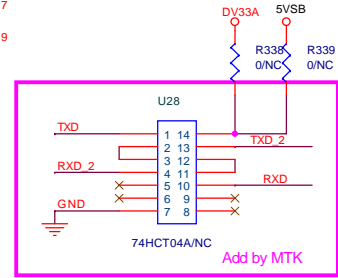 7
9
DV33A 5VSB
R338 R339
0/NC 0/NC
U28
TXD 1 14
2 13 TXD_2
3 12
RXD_2 4 11
5 10 RXD
6 9
GND 7 8
74HCT04A/NC
Add by MTK